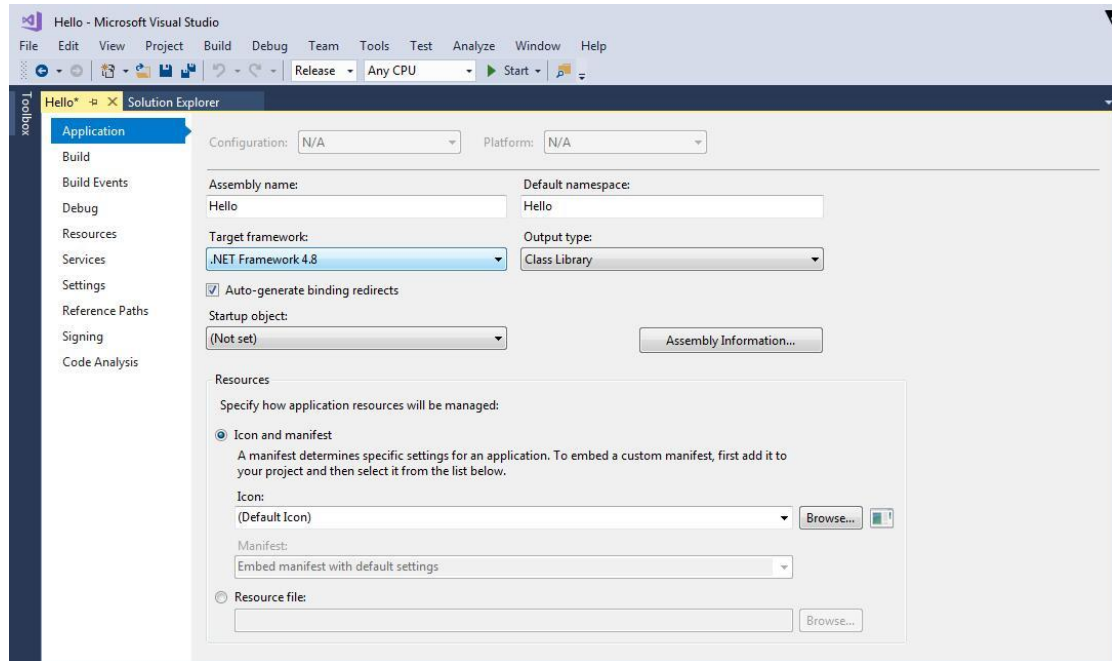 Hello - Microsoft Visual Studio
File Edit View Project Build Debug Team Tools Test Analyze Window Help
Release Any CPU Start
Toolbox
Hello* Solution Explorer
Application
Build
Build Events
Debug
Resources
Services
Settings
Reference Paths
Signing
Code Analysis
Configuration: N/A Platform: N/A
Assembly name: Default namespace:
Hello Hello
Target framework: Output type:
.NET Framework 4.8 Class Library
Auto-generate binding redirects
Startup object:
(Not set) Assembly Information...
Resources
Specify how application resources will be managed:
Icon and manifest
A manifest determines specific settings for an application. To embed a custom manifest, first add it to
your project and then select it from the list below.
Icon:
(Default Icon) Browse...
Manifest:
Embed manifest with default settings
Resource file:
Browse...